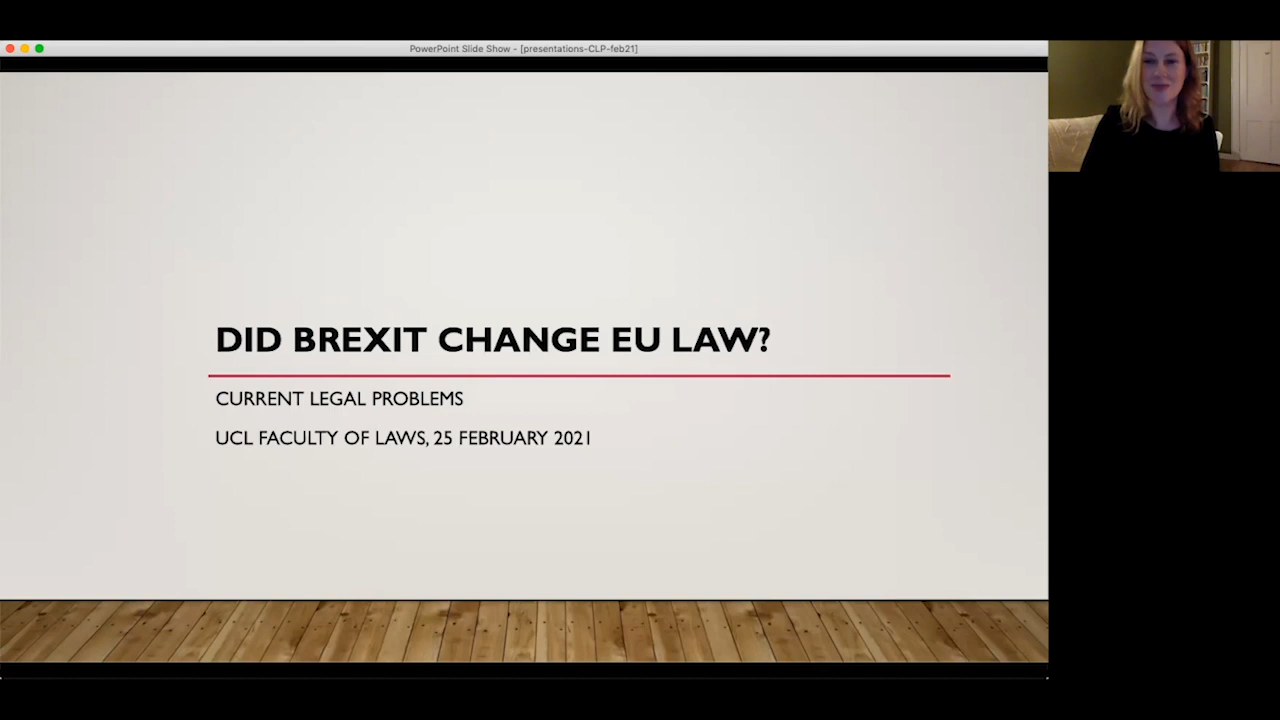 PowerPoint Slide Show - [presentations-CLP-feb21]
DID BREXIT CHANGE EU LAW?
CURRENT LEGAL PROBLEMS
UCL FACULTY OF LAWS, 25 FEBRUARY 2021